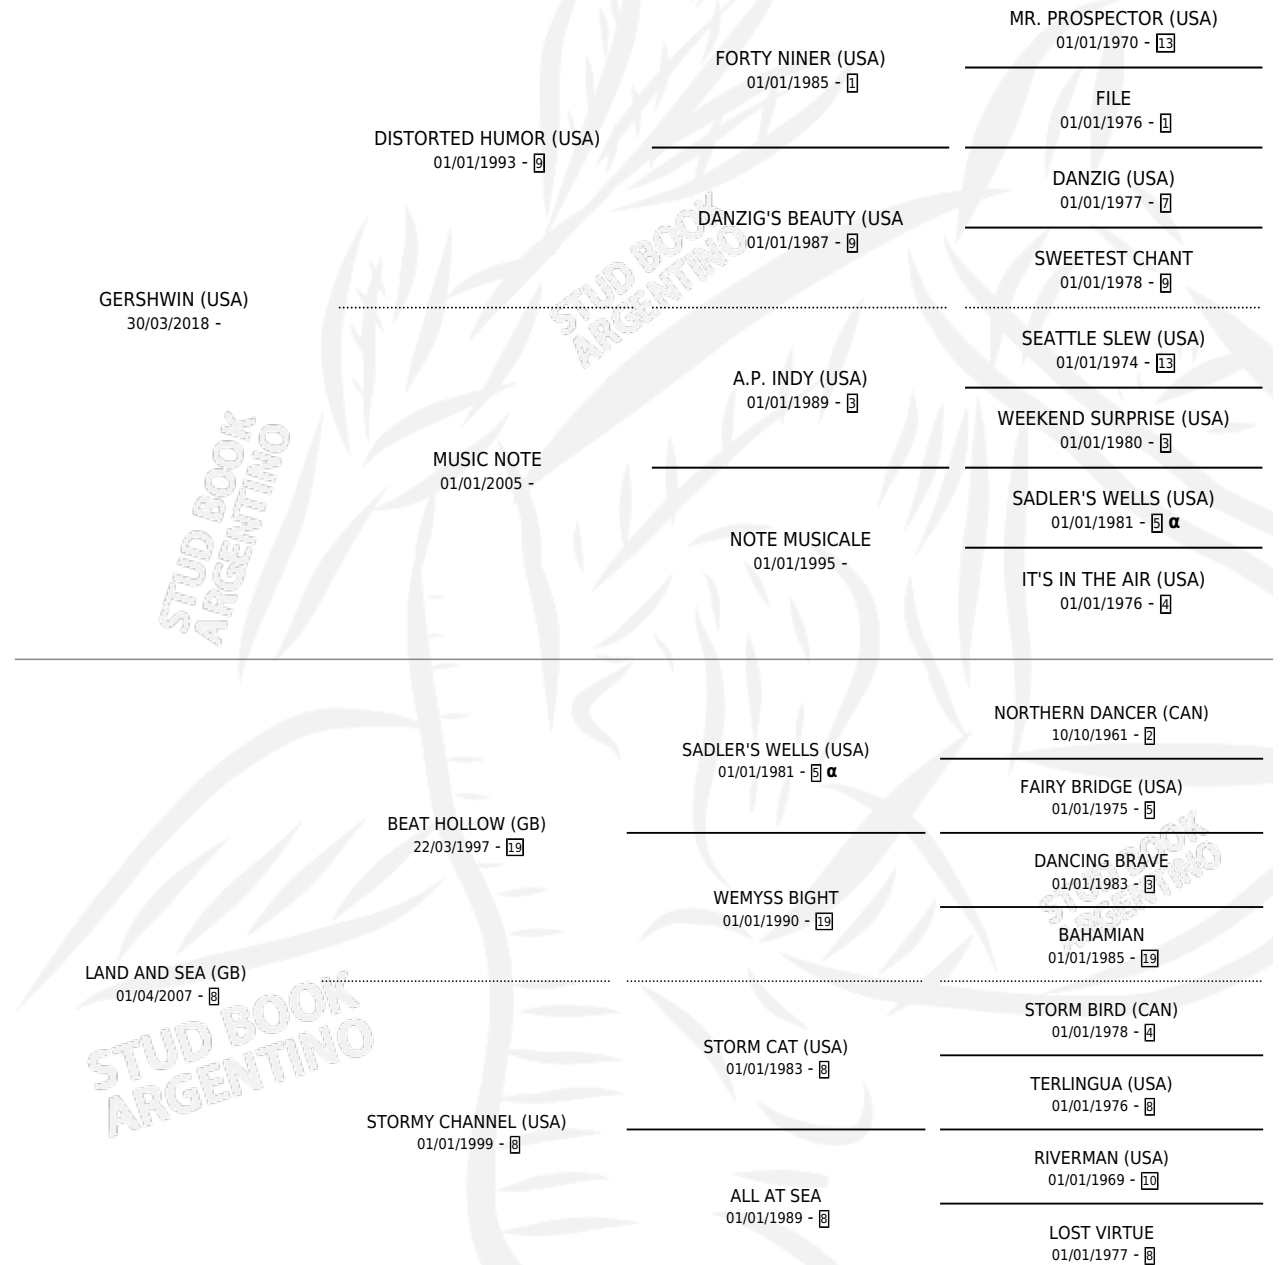 MR. PROSPECTOR (USA)
01/01/1970 - 13
FORTY NINER (USA)
01/01/1985 - 1
FILE
01/01/1976 - 1
DISTORTED HUMOR (USA)
01/01/1993 - 9
DANZIG (USA)
01/01/1977 - 7
DANZIG'S BEAUTY (USA
01/01/1987 - 9
SWEETEST CHANT
01/01/1978 - 9
GERSHWIN (USA)
30/03/2018 -
SEATTLE SLEW (USA)
01/01/1974 - 13
A.P. INDY (USA)
01/01/1989 - 3
WEEKEND SURPRISE (USA)
01/01/1980 - 3
MUSIC NOTE
01/01/2005 -
SADLER'S WELLS (USA)
01/01/1981 - 5 α
NOTE MUSICALE
01/01/1995 -
IT'S IN THE AIR (USA)
01/01/1976 - 4
NORTHERN DANCER (CAN)
10/10/1961 - 2
SADLER'S WELLS (USA)
01/01/1981 - 5 α
FAIRY BRIDGE (USA)
01/01/1975 - 5
BEAT HOLLOW (GB)
22/03/1997 - 19
DANCING BRAVE
01/01/1983 - 3
WEMYSS BIGHT
01/01/1990 - 19
BAHAMIAN
01/01/1985 - 19
LAND AND SEA (GB)
01/04/2007 - 8
STORM BIRD (CAN)
01/01/1978 - 4
STORM CAT (USA)
01/01/1983 - 8
TERLINGUA (USA)
01/01/1976 - 8
STORMY CHANNEL (USA)
01/01/1999 - 8
RIVERMAN (USA)
01/01/1969 - 10
ALL AT SEA
01/01/1989 - 8
LOST VIRTUE
01/01/1977 - 8
STUD BOOK
ARGENTINO
STUD BOOK
ARGENTINO
STUD BOOK
ARGENTINO
STUD BOOK
ARGENTINO